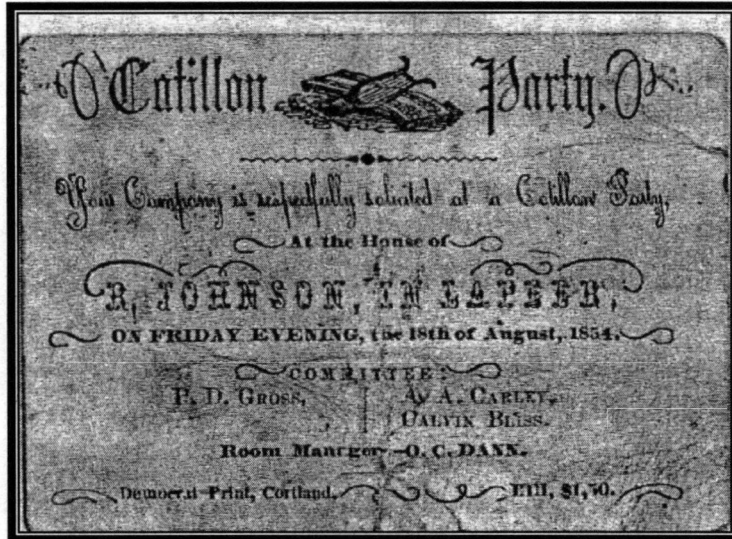 Cotillon Party.
Your Company is respectfully solicited at a Cotillon Party,
At the House of
R. JOHNSON, IN LAPEER,
ON FRIDAY EVENING, the 18th of August, 1854.
COMMITTEE:
P. D. GROSS, A. A. CARLEY,
CALVIN BLISS.
Room Manager—O. C. DANN.
Democrat Print, Cortland. Bill, $1,50.